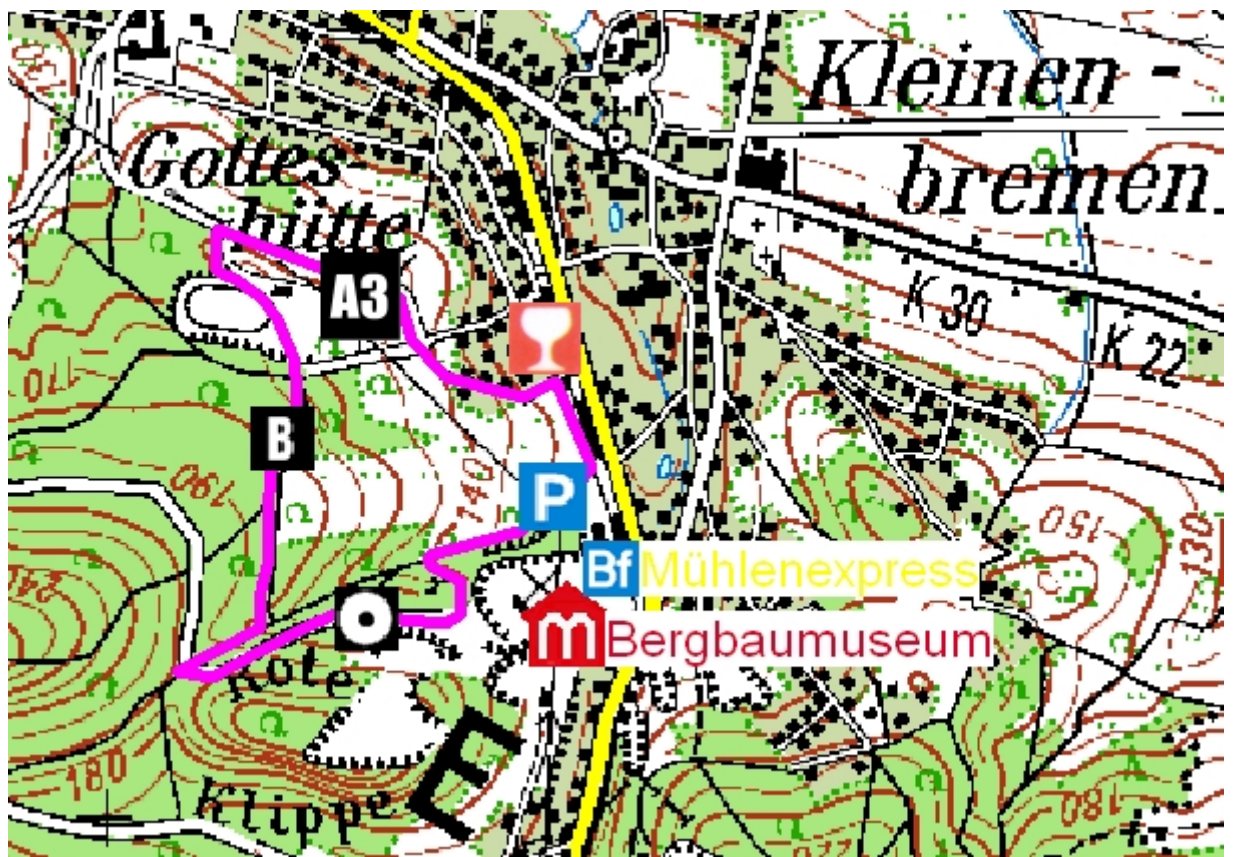 Kleinen -
bremen
Gottes
hütte
A3
K 30
K 22
170
B
190
140
P
150
130
Bf Mühlenexpress
240
m Bergbaumuseum
Rote
180
Klippe
180